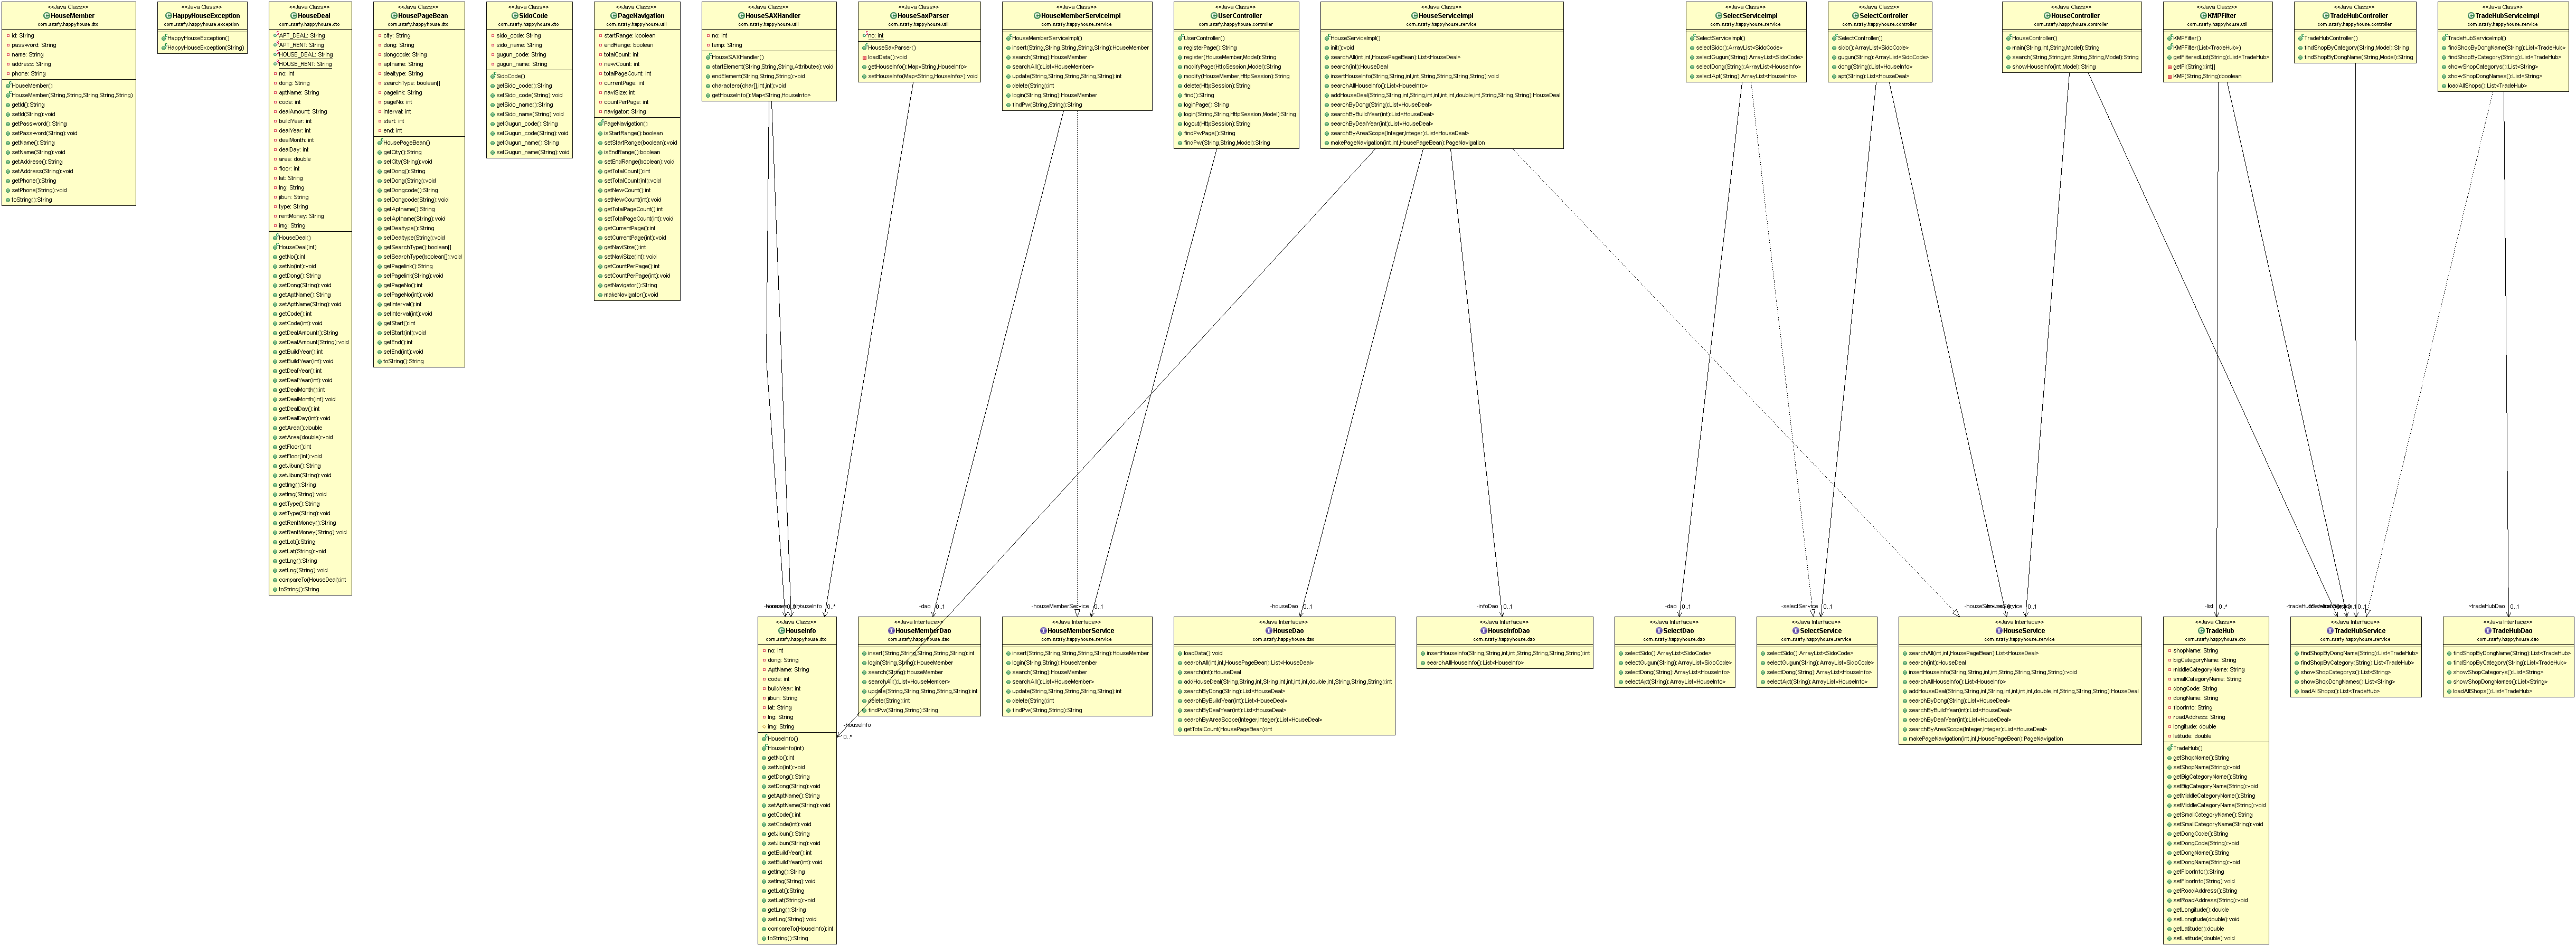 <<Java Class>>
HouseMember
com.ssafy.happyhouse.dto
id: String
password: String
name: String
address: String
phone: String
HouseMember()
HouseMember(String,String,String,String,String)
getId():String
setId(String):void
getPassword():String
setPassword(String):void
getName():String
setName(String):void
getAddress():String
setAddress(String):void
getPhone():String
setPhone(String):void
toString():String
<<Java Class>>
HappyHouseException
com.ssafy.happyhouse.exception
HappyHouseException()
HappyHouseException(String)
<<Java Class>>
HouseDeal
com.ssafy.happyhouse.dto
APT_DEAL: String
APT_RENT: String
HOUSE_DEAL: String
HOUSE_RENT: String
no: int
dong: String
aptName: String
code: int
dealAmount: String
buildYear: int
dealYear: int
dealMonth: int
dealDay: int
area: double
floor: int
lat: String
lng: String
jibun: String
type: String
rentMoney: String
img: String
HouseDeal()
HouseDeal(int)
getNo():int
setNo(int):void
getDong():String
setDong(String):void
getAptName():String
setAptName(String):void
getCode():int
setCode(int):void
getDealAmount():String
setDealAmount(String):void
getBuildYear():int
setBuildYear(int):void
getDealYear():int
setDealYear(int):void
getDealMonth():int
setDealMonth(int):void
getDealDay():int
setDealDay(int):void
getArea():double
setArea(double):void
getFloor():int
setFloor(int):void
getJibun():String
setJibun(String):void
getImg():String
setImg(String):void
getType():String
setType(String):void
getRentMoney():String
setRentMoney(String):void
getLat():String
setLat(String):void
getLng():String
setLng(String):void
compareTo(HouseDeal):int
toString():String
<<Java Class>>
HousePageBean
com.ssafy.happyhouse.dto
city: String
dong: String
dongcode: String
aptname: String
dealtype: String
searchType: boolean[]
pagelink: String
pageNo: int
interval: int
start: int
end: int
HousePageBean()
getCity():String
setCity(String):void
getDong():String
setDong(String):void
getDongcode():String
setDongcode(String):void
getAptname():String
setAptname(String):void
getDealtype():String
setDealtype(String):void
getSearchType():boolean[]
setSearchType(boolean[]):void
getPagelink():String
setPagelink(String):void
getPageNo():int
setPageNo(int):void
getInterval():int
setInterval(int):void
getStart():int
setStart(int):void
getEnd():int
setEnd(int):void
toString():String
<<Java Class>>
SidoCode
com.ssafy.happyhouse.dto
sido_code: String
sido_name: String
gugun_code: String
gugun_name: String
SidoCode()
getSido_code():String
setSido_code(String):void
getSido_name():String
setSido_name(String):void
getGugun_code():String
setGugun_code(String):void
getGugun_name():String
setGugun_name(String):void
<<Java Class>>
PageNavigation
com.ssafy.happyhouse.util
startRange: boolean
endRange: boolean
totalCount: int
newCount: int
totalPageCount: int
currentPage: int
naviSize: int
countPerPage: int
navigator: String
PageNavigation()
isStartRange():boolean
setStartRange(boolean):void
isEndRange():boolean
setEndRange(boolean):void
getTotalCount():int
setTotalCount(int):void
getNewCount():int
setNewCount(int):void
getTotalPageCount():int
setTotalPageCount(int):void
getCurrentPage():int
setCurrentPage(int):void
getNaviSize():int
setNaviSize(int):void
getCountPerPage():int
setCountPerPage(int):void
getNavigator():String
makeNavigator():void
<<Java Class>>
HouseSAXHandler
com.ssafy.happyhouse.util
no: int
temp: String
HouseSAXHandler()
startElement(String,String,String,Attributes):void
endElement(String,String,String):void
characters(char[],int,int):void
getHouseInfo():Map<String,HouseInfo>
<<Java Class>>
HouseSaxParser
com.ssafy.happyhouse.util
no: int
HouseSaxParser()
loadData():void
getHouseInfo():Map<String,HouseInfo>
setHouseInfo(Map<String,HouseInfo>):void
<<Java Class>>
HouseMemberServiceImpl
com.ssafy.happyhouse.service
HouseMemberServiceImpl()
insert(String,String,String,String,String):HouseMember
search(String):HouseMember
searchAll():List<HouseMember>
update(String,String,String,String,String):int
delete(String):int
login(String,String):HouseMember
findPw(String,String):String
<<Java Class>>
UserController
com.ssafy.happyhouse.controller
UserController()
registerPage():String
register(HouseMember,Model):String
modifyPage(HttpSession,Model):String
modify(HouseMember,HttpSession):String
delete(HttpSession):String
find():String
loginPage():String
login(String,String,HttpSession,Model):String
logout(HttpSession):String
findPwPage():String
findPw(String,String,Model):String
<<Java Class>>
HouseServiceImpl
com.ssafy.happyhouse.service
HouseServiceImpl()
init():void
searchAll(int,int,HousePageBean):List<HouseDeal>
search(int):HouseDeal
insertHouseInfo(String,String,int,int,String,String,String,String):void
searchAllHouseInfo():List<HouseInfo>
addHouseDeal(String,String,int,String,int,int,int,int,double,int,String,String,String):HouseDeal
searchByDong(String):List<HouseDeal>
searchByBuildYear(int):List<HouseDeal>
searchByDealYear(int):List<HouseDeal>
searchByAreaScope(Integer,Integer):List<HouseDeal>
makePageNavigation(int,int,HousePageBean):PageNavigation
<<Java Class>>
SelectServiceImpl
com.ssafy.happyhouse.service
SelectServiceImpl()
selectSido():ArrayList<SidoCode>
selectGugun(String):ArrayList<SidoCode>
selectDong(String):ArrayList<HouseInfo>
selectApt(String):ArrayList<HouseInfo>
<<Java Class>>
SelectController
com.ssafy.happyhouse.controller
SelectController()
sido():ArrayList<SidoCode>
gugun(String):ArrayList<SidoCode>
dong(String):List<HouseInfo>
apt(String):List<HouseDeal>
<<Java Class>>
HouseController
com.ssafy.happyhouse.controller
HouseController()
main(String,int,String,Model):String
search(String,String,int,String,String,String,Model):String
showHouseInfo(int,Model):String
<<Java Class>>
KMPFilter
com.ssafy.happyhouse.util
KMPFilter()
KMPFilter(List<TradeHub>)
getFilteredList(String):List<TradeHub>
getPi(String):int[]
KMP(String,String):boolean
<<Java Class>>
TradeHubController
com.ssafy.happyhouse.controller
TradeHubController()
findShopByCategory(String,Model):String
findShopByDongName(String,Model):String
<<Java Class>>
TradeHubServiceImpl
com.ssafy.happyhouse.service
TradeHubServiceImpl()
findShopByDongName(String):List<TradeHub>
findShopByCategory(String):List<TradeHub>
showShopCategorys():List<String>
showShopDongNames():List<String>
loadAllShops():List<TradeHub>
0..*
-dao 0..1
-houseMemberService 0..1
-houseDao 0..1
-infoDao 0..1
-dao 0..1
-selectService 0..1
0..1
-list 0..*
~tradeHubDao 0..1
-houseInfo
0..*
<<Java Class>>
HouseInfo
com.ssafy.happyhouse.dto
no: int
dong: String
AptName: String
code: int
buildYear: int
jibun: String
lat: String
lng: String
img: String
HouseInfo()
HouseInfo(int)
getNo():int
setNo(int):void
getDong():String
setDong(String):void
getAptName():String
setAptName(String):void
getCode():int
setCode(int):void
getJibun():String
setJibun(String):void
getBuildYear():int
setBuildYear(int):void
getImg():String
setImg(String):void
getLat():String
setLat(String):void
getLng():String
setLng(String):void
compareTo(HouseInfo):int
toString():String
<<Java Interface>>
HouseMemberDao
com.ssafy.happyhouse.dao
insert(String,String,String,String,String):int
login(String,String):HouseMember
search(String):HouseMember
searchAll():List<HouseMember>
update(String,String,String,String,String):int
delete(String):int
findPw(String,String):String
<<Java Interface>>
HouseMemberService
com.ssafy.happyhouse.service
insert(String,String,String,String,String):HouseMember
login(String,String):HouseMember
search(String):HouseMember
searchAll():List<HouseMember>
update(String,String,String,String,String):int
delete(String):int
findPw(String,String):String
<<Java Interface>>
HouseDao
com.ssafy.happyhouse.dao
loadData():void
searchAll(int,int,HousePageBean):List<HouseDeal>
search(int):HouseDeal
addHouseDeal(String,String,int,String,int,int,int,int,double,int,String,String,String):int
searchByDong(String):List<HouseDeal>
searchByBuildYear(int):List<HouseDeal>
searchByDealYear(int):List<HouseDeal>
searchByAreaScope(Integer,Integer):List<HouseDeal>
getTotalCount(HousePageBean):int
<<Java Interface>>
HouseInfoDao
com.ssafy.happyhouse.dao
insertHouseInfo(String,String,int,int,String,String,String,String):int
searchAllHouseInfo():List<HouseInfo>
<<Java Interface>>
SelectDao
com.ssafy.happyhouse.dao
selectSido():ArrayList<SidoCode>
selectGugun(String):ArrayList<SidoCode>
selectDong(String):ArrayList<HouseInfo>
selectApt(String):ArrayList<HouseInfo>
<<Java Interface>>
SelectService
com.ssafy.happyhouse.service
selectSido():ArrayList<SidoCode>
selectGugun(String):ArrayList<SidoCode>
selectDong(String):ArrayList<HouseInfo>
selectApt(String):ArrayList<HouseInfo>
<<Java Interface>>
HouseService
com.ssafy.happyhouse.service
searchAll(int,int,HousePageBean):List<HouseDeal>
search(int):HouseDeal
insertHouseInfo(String,String,int,int,String,String,String,String):void
searchAllHouseInfo():List<HouseInfo>
addHouseDeal(String,String,int,String,int,int,int,int,double,int,String,String,String):HouseDeal
searchByDong(String):List<HouseDeal>
searchByBuildYear(int):List<HouseDeal>
searchByDealYear(int):List<HouseDeal>
searchByAreaScope(Integer,Integer):List<HouseDeal>
makePageNavigation(int,int,HousePageBean):PageNavigation
<<Java Class>>
TradeHub
com.ssafy.happyhouse.dto
shopName: String
bigCategoryName: String
middleCategoryName: String
smallCategoryName: String
dongCode: String
dongName: String
floorInfo: String
roadAddress: String
longitude: double
latitude: double
TradeHub()
getShopName():String
setShopName(String):void
getBigCategoryName():String
setBigCategoryName(String):void
getMiddleCategoryName():String
setMiddleCategoryName(String):void
getSmallCategoryName():String
setSmallCategoryName(String):void
getDongCode():String
setDongCode(String):void
getDongName():String
setDongName(String):void
getFloorInfo():String
setFloorInfo(String):void
getRoadAddress():String
setRoadAddress(String):void
getLongitude():double
setLongitude(double):void
getLatitude():double
setLatitude(double):void
<<Java Interface>>
TradeHubService
com.ssafy.happyhouse.service
findShopByDongName(String):List<TradeHub>
findShopByCategory(String):List<TradeHub>
showShopCategorys():List<String>
showShopDongNames():List<String>
loadAllShops():List<TradeHub>
<<Java Interface>>
TradeHubDao
com.ssafy.happyhouse.dao
findShopByDongName(String):List<TradeHub>
findShopByCategory(String):List<TradeHub>
showShopCategorys():List<String>
showShopDongNames():List<String>
loadAllShops():List<TradeHub>